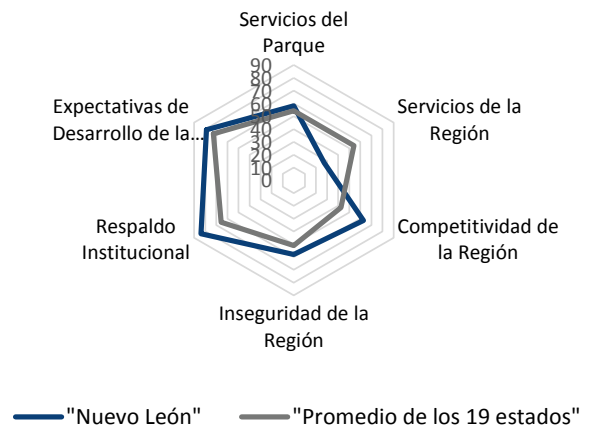 Servicios del
Parque
90
80
70
60
50
40
30
20
10
0
Expectativas de
Desarrollo de la...
Servicios de la
Región
Respaldo
Institucional
Competitividad de
la Región
Inseguridad de la
Región
"Nuevo León"
"Promedio de los 19 estados"